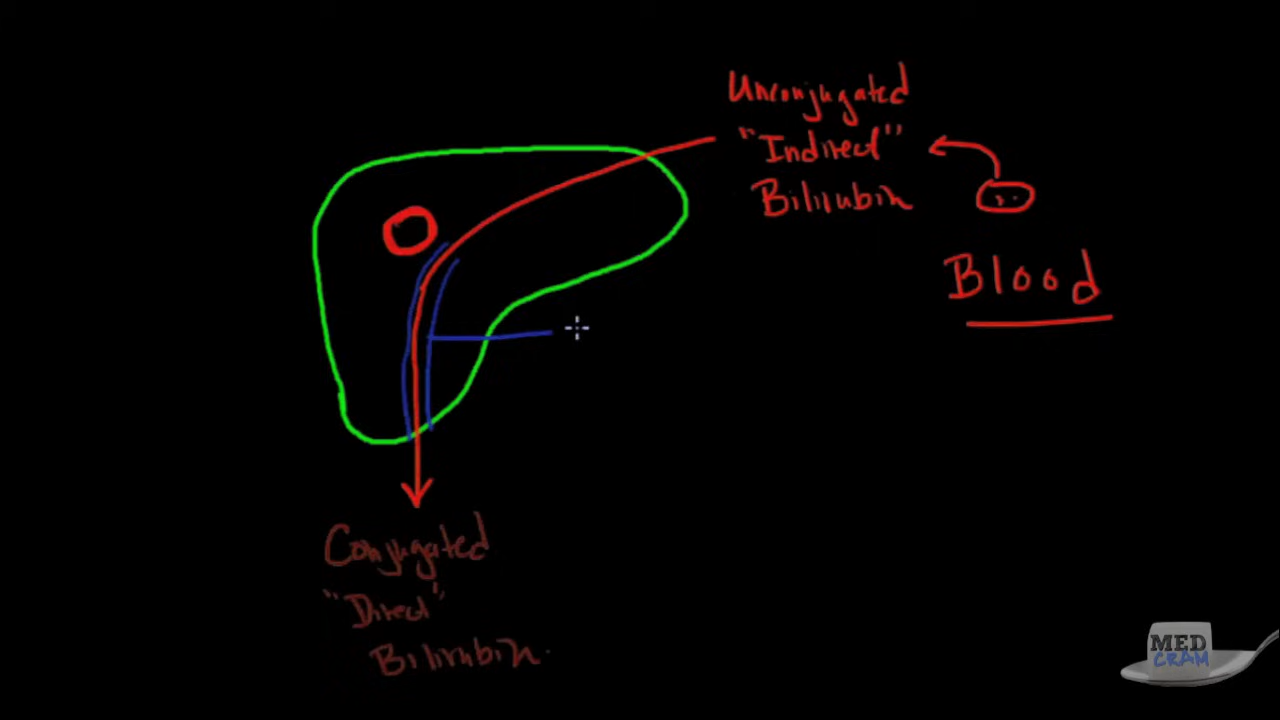 Unconjugated
"Indirect"
Bilirubin
Blood
Conjugated
"Direct"
Bilirubin.
MED
CRAM